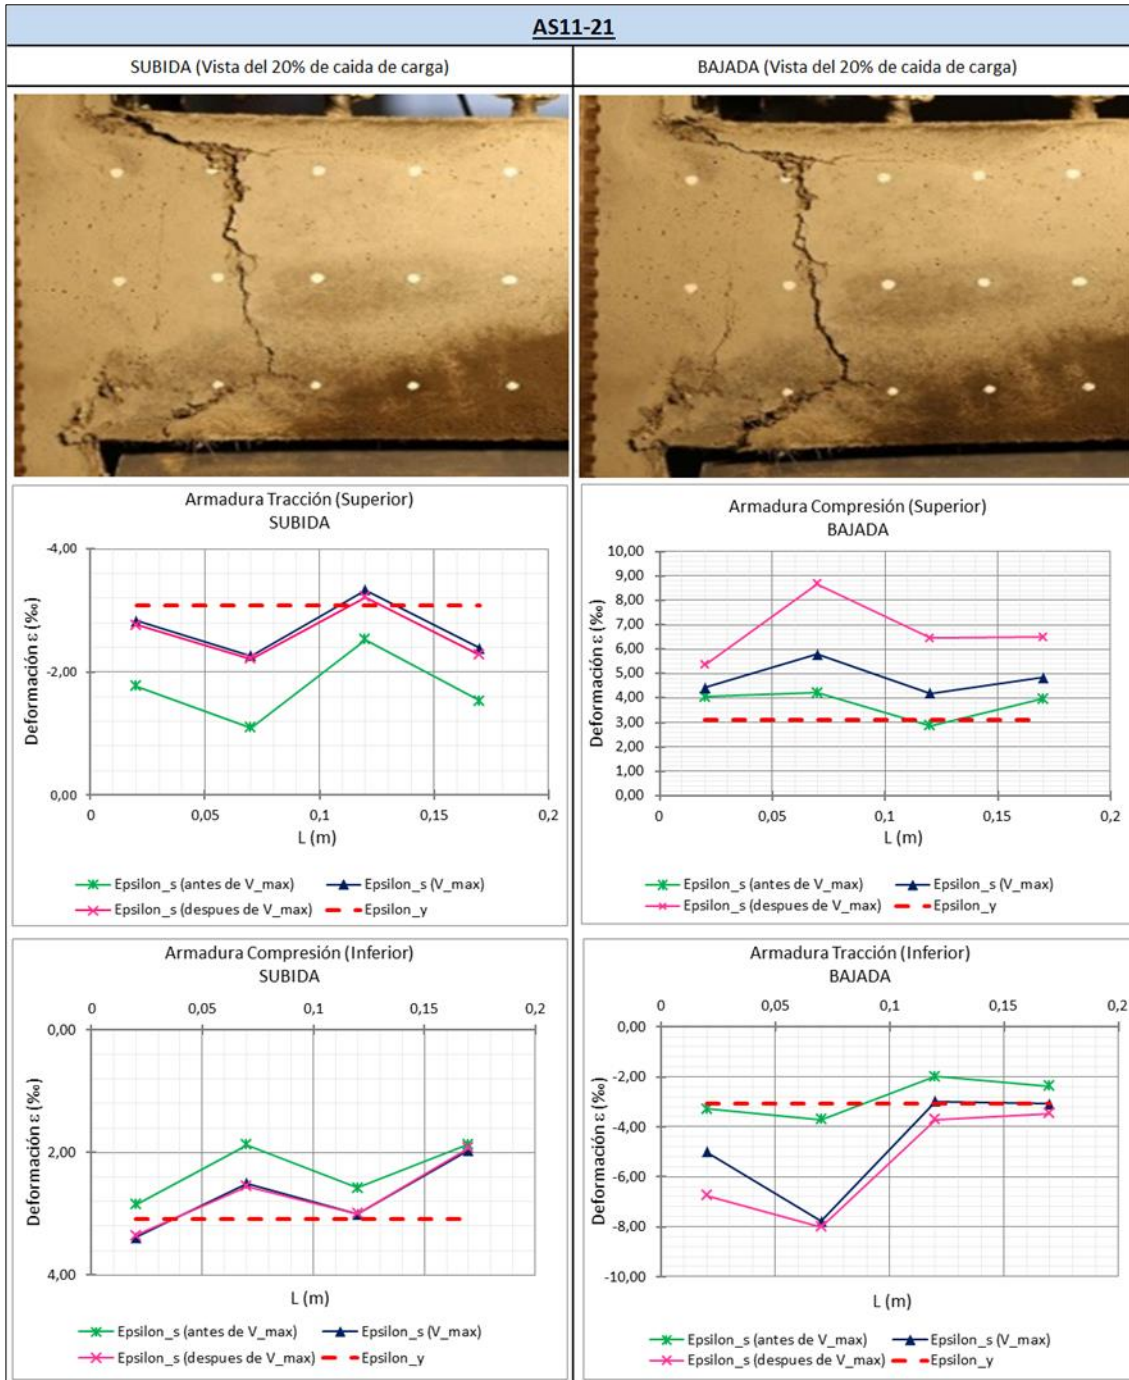 AS11-21
SUBIDA (Vista del 20% de caida de carga)
BAJADA (Vista del 20% de caida de carga)
Armadura Tracción (Superior)
SUBIDA
-4,00
-2,00
0,00
Deformación ε (‰)
0
0,05
0,1
0,15
0,2
L (m)
Epsilon_s (antes de V_max)
Epsilon_s (V_max)
Epsilon_s (despues de V_max)
Epsilon_y
Armadura Compresión (Superior)
BAJADA
10,00
9,00
8,00
7,00
6,00
5,00
4,00
3,00
2,00
1,00
0,00
Deformación ε (‰)
0
0,05
0,1
0,15
0,2
L (m)
Epsilon_s (antes de V_max)
Epsilon_s (V_max)
Epsilon_s (despues de V_max)
Epsilon_y
Armadura Compresión (Inferior)
SUBIDA
0
0,05
0,1
0,15
0,2
0,00
2,00
4,00
Deformación ε (‰)
L (m)
Epsilon_s (antes de V_max)
Epsilon_s (V_max)
Epsilon_s (despues de V_max)
Epsilon_y
Armadura Tracción (Inferior)
BAJADA
0
0,05
0,1
0,15
0,2
0,00
-2,00
-4,00
-6,00
-8,00
-10,00
Deformación ε (‰)
L (m)
Epsilon_s (antes de V_max)
Epsilon_s (V_max)
Epsilon_s (despues de V_max)
Epsilon_y